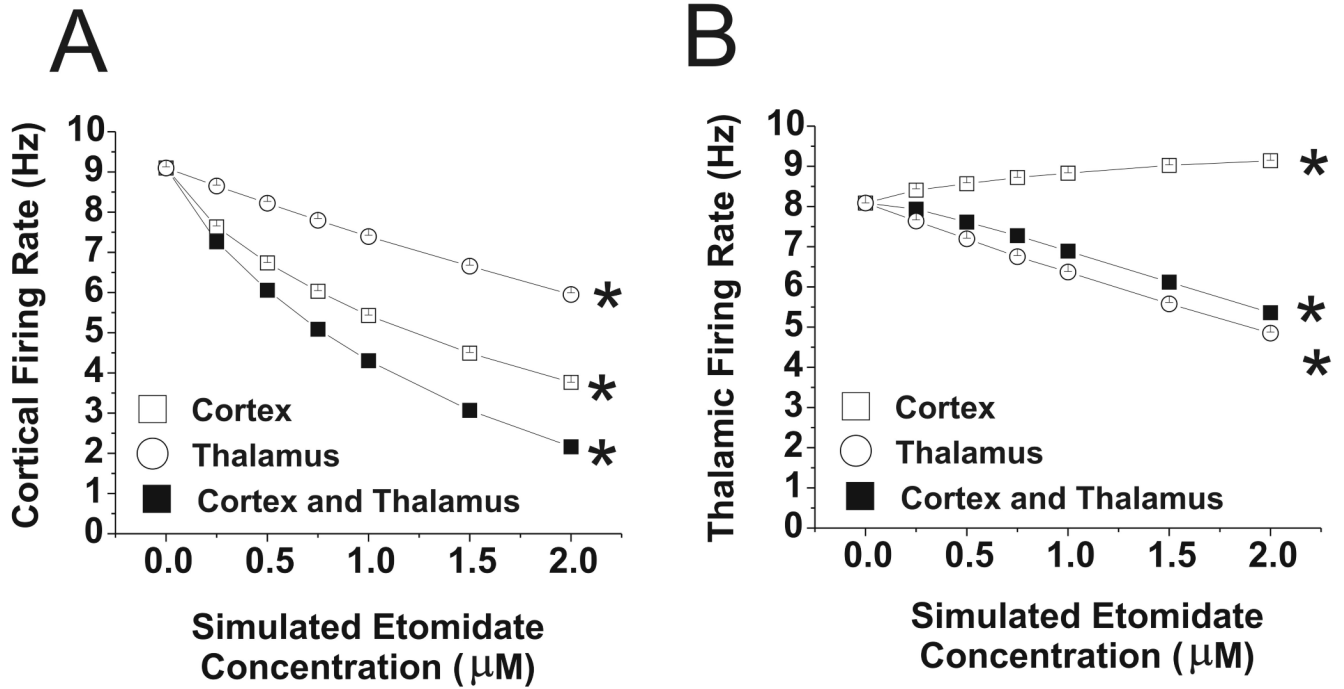 A
Cortical Firing Rate (Hz)
10
9
8
7
6
5
4
3
2
1
0
*
*
*
Cortex
Thalamus
Cortex and Thalamus
0.0 0.5 1.0 1.5 2.0
Simulated Etomidate
Concentration (μM)
B
Thalamic Firing Rate (Hz)
10
9
8
7
6
5
4
3
2
1
0
*
*
*
Cortex
Thalamus
Cortex and Thalamus
0.0 0.5 1.0 1.5 2.0
Simulated Etomidate
Concentration (μM)